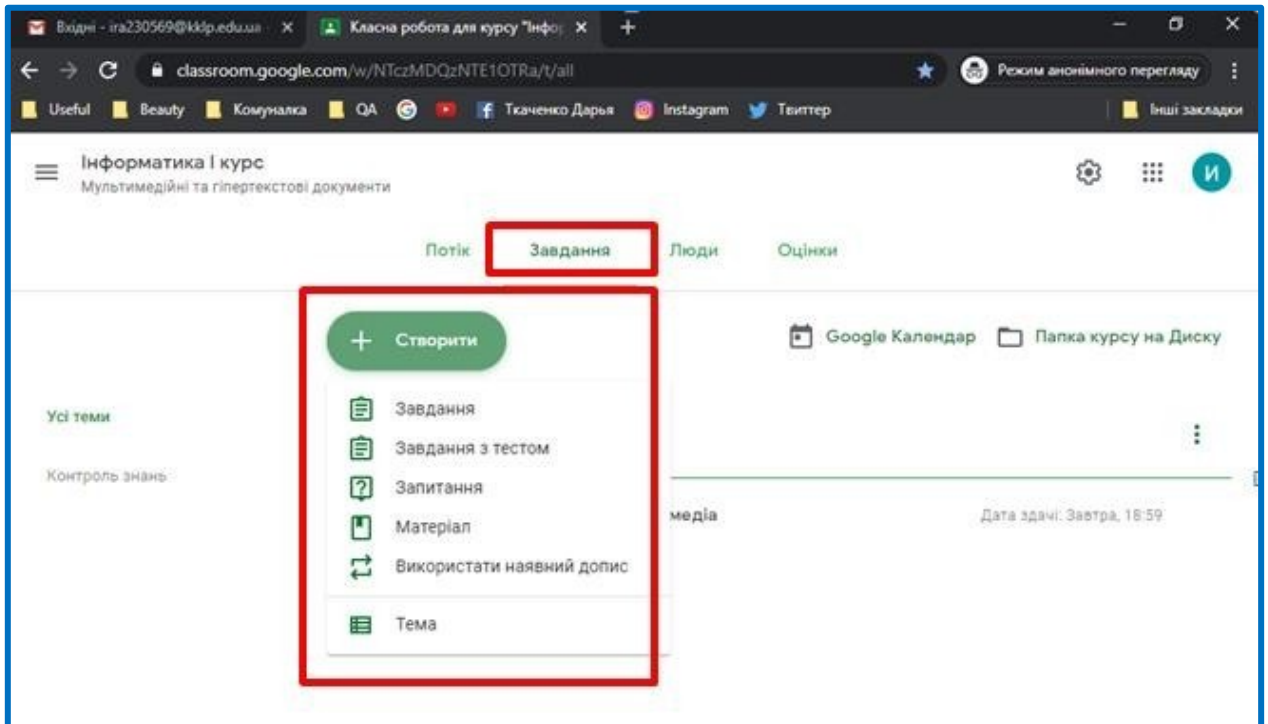 Вхідні - ira230569@kklp.edu.ua -
Класна робота для курсу "Інфо
classroom.google.com/w/NTczMDQzNTE1OTRa/t/all
Режим анонімного перегляду
Useful Beauty Комуналка QA Ткаченко Дарья Instagram Твиттер Інші закладки
Інформатика І курс
Мультимедійні та гіпертекстові документи
И
Потік Завдання Люди Оцінки
+ Створити
Google Календар Папка курсу на Диску
Усі теми
Контроль знань
Завдання
Завдання з тестом
Запитання
Матеріал
Використати наявний допис
Тема
медіа Дата здачі: Завтра, 18:59